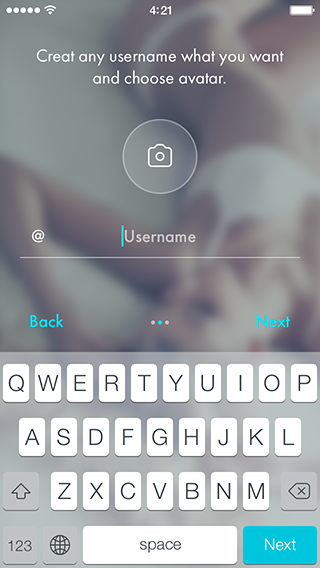 4:21
Creat any username what you want
and choose avatar.
@ Username
Back Next
Q W E R T Y U I O P
A S D F G H J K L
Z X C V B N M
123 space Next